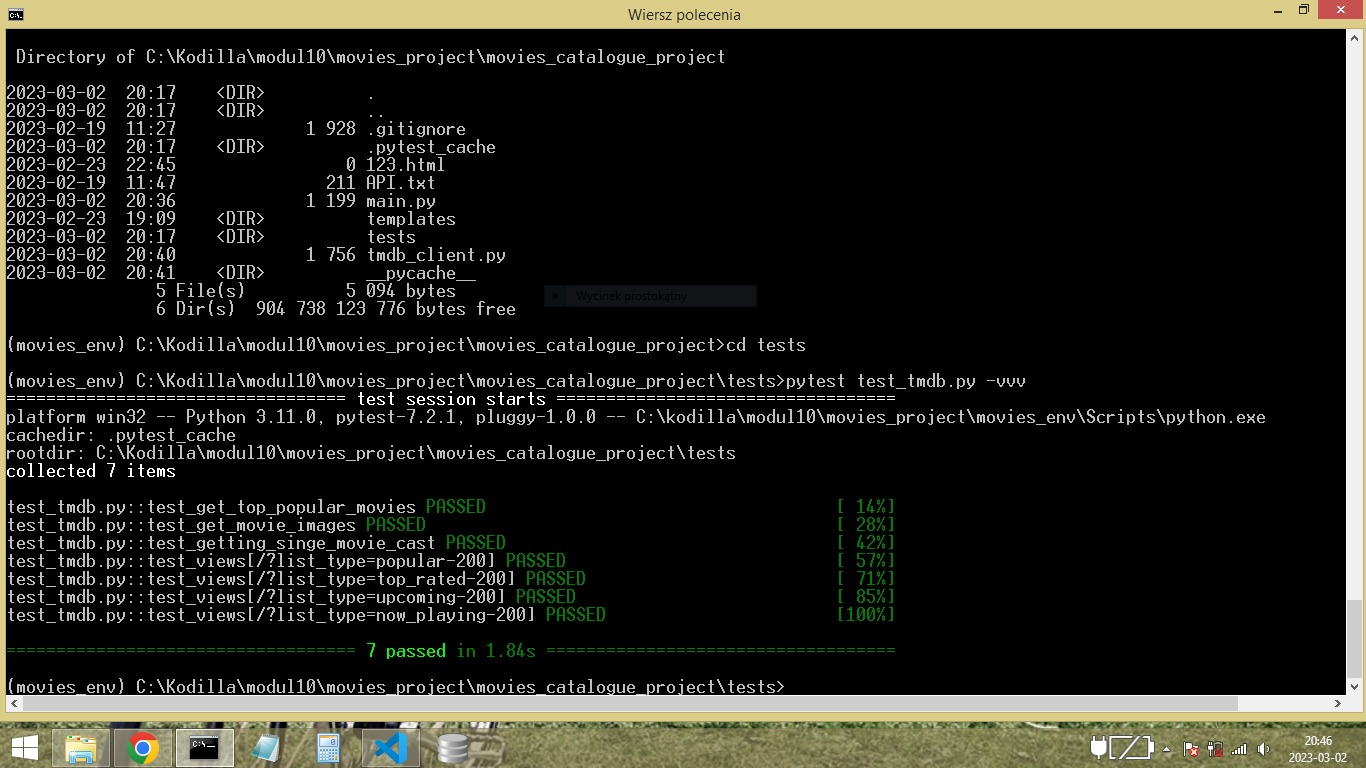 Wiersz polecenia
Directory of C:\Kodilla\modul10\movies_project\movies_catalogue_project
2023-03-02  20:17    <DIR>          .
2023-03-02  20:17    <DIR>          ..
2023-02-19  11:27             1 928 .gitignore
2023-03-02  20:17    <DIR>          .pytest_cache
2023-02-23  22:45                 0 123.html
2023-02-19  11:47               211 API.txt
2023-03-02  20:36             1 199 main.py
2023-02-23  19:09    <DIR>          templates
2023-03-02  20:17    <DIR>          tests
2023-03-02  20:40             1 756 tmdb_client.py
2023-03-02  20:41    <DIR>          __pycache__
5 File(s)          5 094 bytes
Wycinek prostokątny
6 Dir(s)  904 738 123 776 bytes free
(movies_env) C:\Kodilla\modul10\movies_project\movies_catalogue_project>cd tests
(movies_env) C:\Kodilla\modul10\movies_project\movies_catalogue_project\tests>pytest test_tmdb.py -vvv
================================== test session starts ==================================
platform win32 -- Python 3.11.0, pytest-7.2.1, pluggy-1.0.0 -- C:\kodilla\modul10\movies_project\movies_env\Scripts\python.exe
cachedir: .pytest_cache
rootdir: C:\Kodilla\modul10\movies_project\movies_catalogue_project\tests
collected 7 items
test_tmdb.py::test_get_top_popular_movies PASSED [ 14%]
test_tmdb.py::test_get_movie_images PASSED [ 28%]
test_tmdb.py::test_getting_singe_movie_cast PASSED [ 42%]
test_tmdb.py::test_views[/?list_type=popular-200] PASSED [ 57%]
test_tmdb.py::test_views[/?list_type=top_rated-200] PASSED [ 71%]
test_tmdb.py::test_views[/?list_type=upcoming-200] PASSED [ 85%]
test_tmdb.py::test_views[/?list_type=now_playing-200] PASSED [100%]
=================================== 7 passed in 1.84s ===================================
(movies_env) C:\Kodilla\modul10\movies_project\movies_catalogue_project\tests>
20:46
2023-03-02